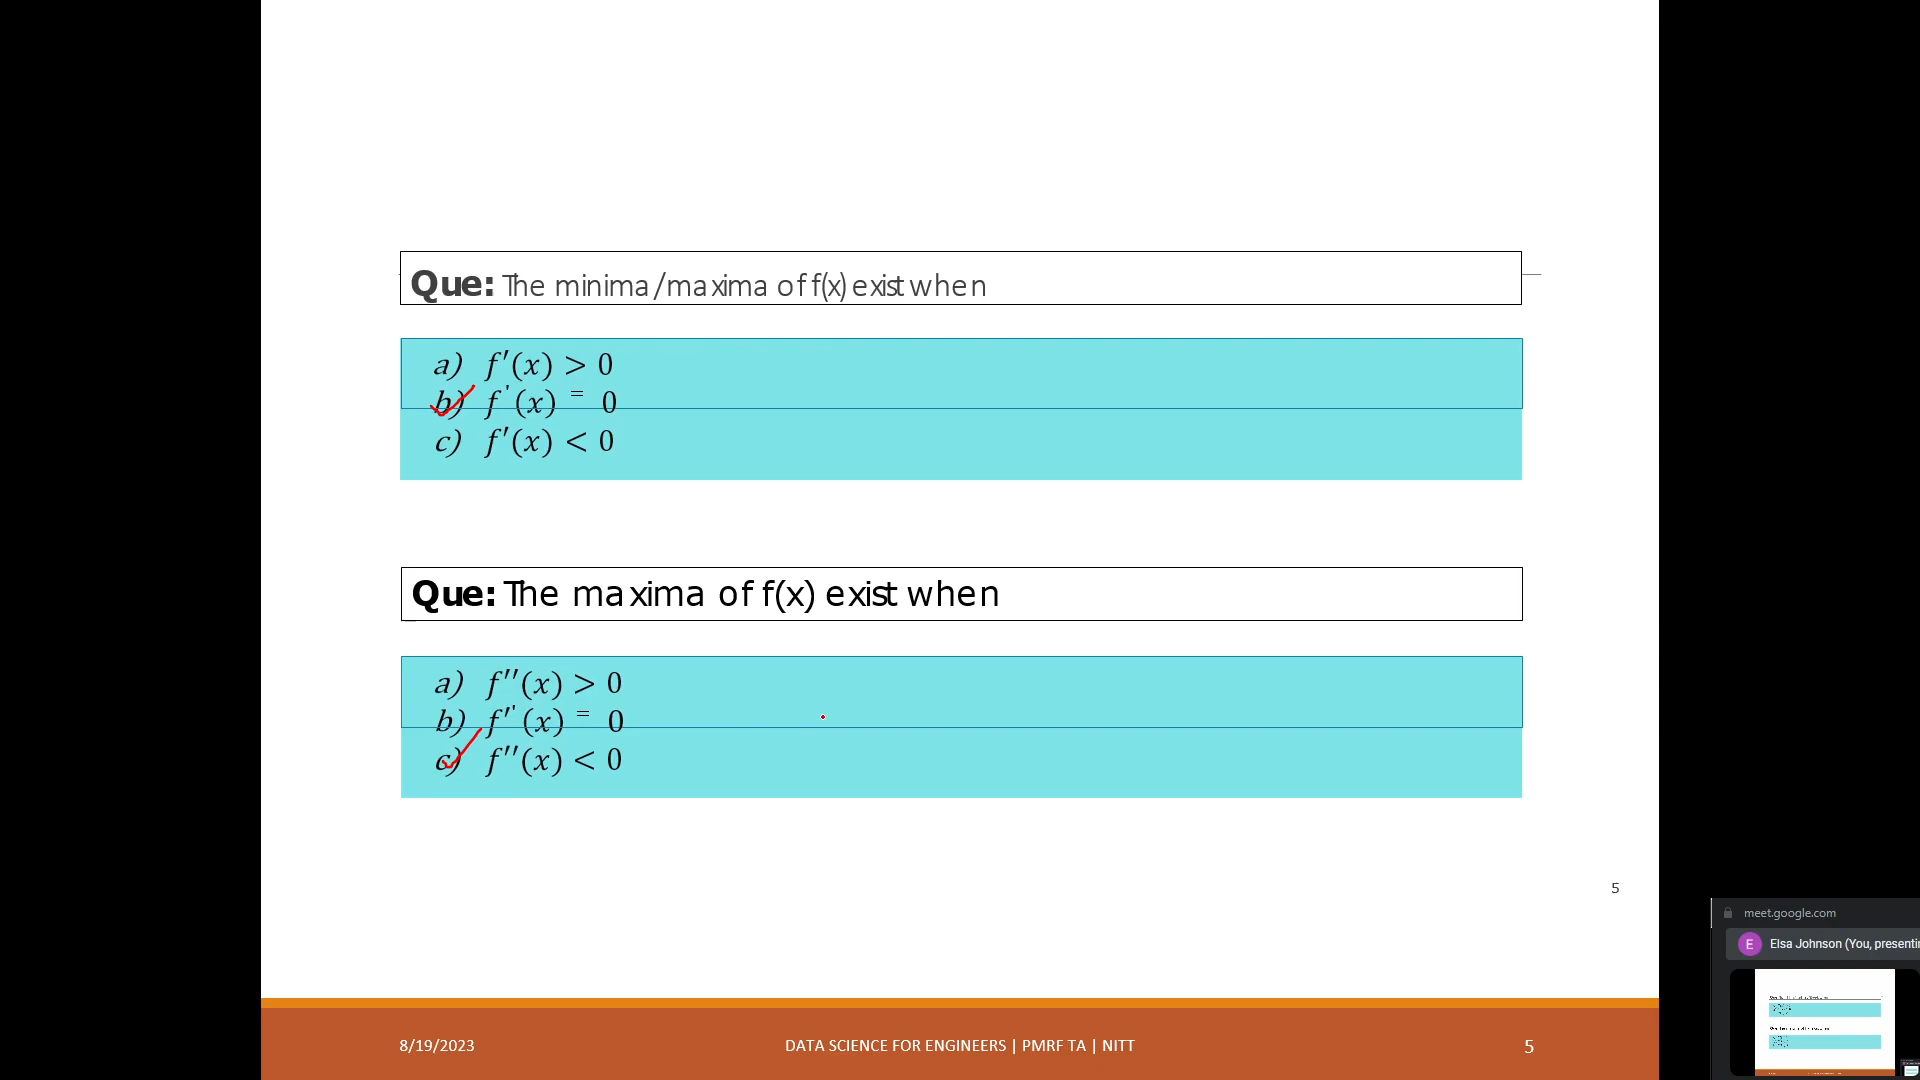 Que: The minima/maxima of f(x) exist when
a) f′(x) > 0
b) f'(x) = 0
c) f′(x) < 0
Que: The maxima of f(x) exist when
a) f′′(x) > 0
b) f′'(x) = 0
c) f′′(x) < 0
5
meet.google.com
E
Elsa Johnson (You, presentin
8/19/2023
DATA SCIENCE FOR ENGINEERS | PMRF TA | NITT
5